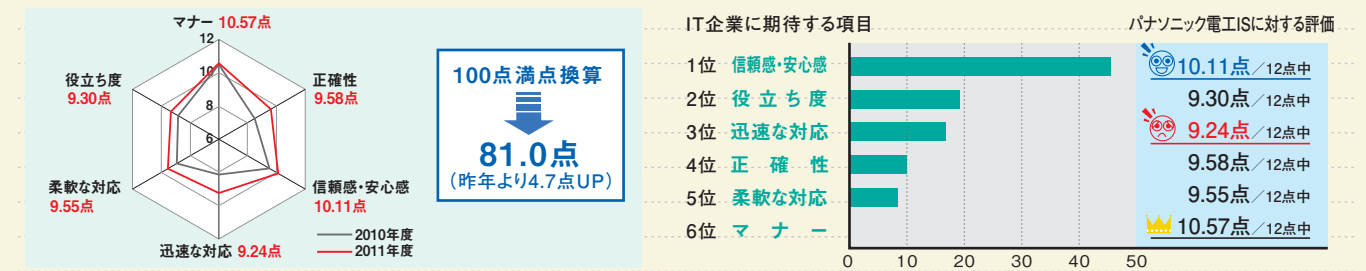 マナー 10.57点
12
10
8
6
役立ち度
9.30点
正確性
9.58点
柔軟な対応
9.55点
信頼感・安心感
10.11点
迅速な対応 9.24点
2010年度
2011年度
100点満点換算
81.0点
(昨年より4.7点UP)
IT企業に期待する項目
パナソニック電工ISに対する評価
1位 信頼感・安心感 10.11点/12点中
2位 役立ち度 9.30点/12点中
3位 迅速な対応 9.24点/12点中
4位 正確性 9.58点/12点中
5位 柔軟な対応 9.55点/12点中
6位 マナー 10.57点/12点中
0 10 20 30 40 50